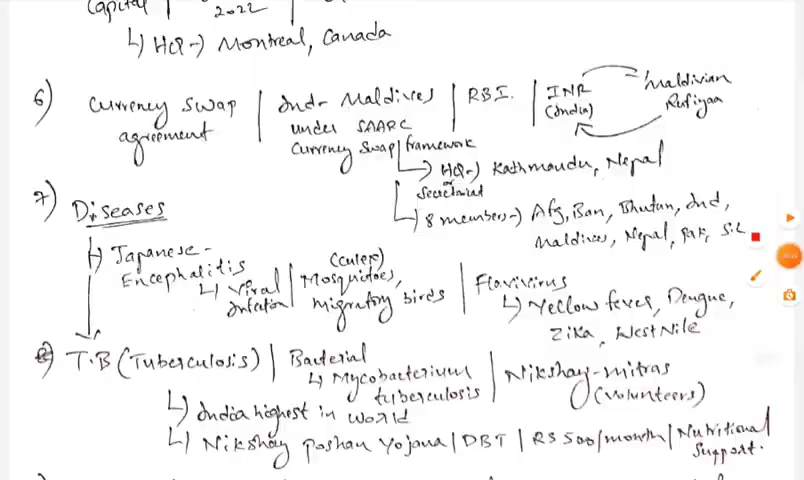 Capital | 2022 |
↳ HQ → Montreal, Canada
6) Currency Swap agreement | Ind- Maldives under SAARC Currency Swap framework | RBI. | INR (India) Maldivian Rufiyaa
↳ HQ → Kathmandu, Nepal
or Secretariat
↳ 8 members → Afg, Ban, Bhutan, Ind,
Maldives, Nepal, Pak, S.L
7) Diseases
↳ Japanese - Encephalitis
↳ Viral Infection | (Culex) Mosquitoes, Migratory birds | Flavivirus
↳ Yellow fever, Dengue,
Zika, West Nile
8) T.B (Tuberculosis) | Bacterial
↳ Mycobacterium tuberculosis | Nikshay-mitras
(Volunteers)
↳ India highest in World
↳ Nikshay Poshan Yojana | DBT | RS 500/month | Nutritional Support.